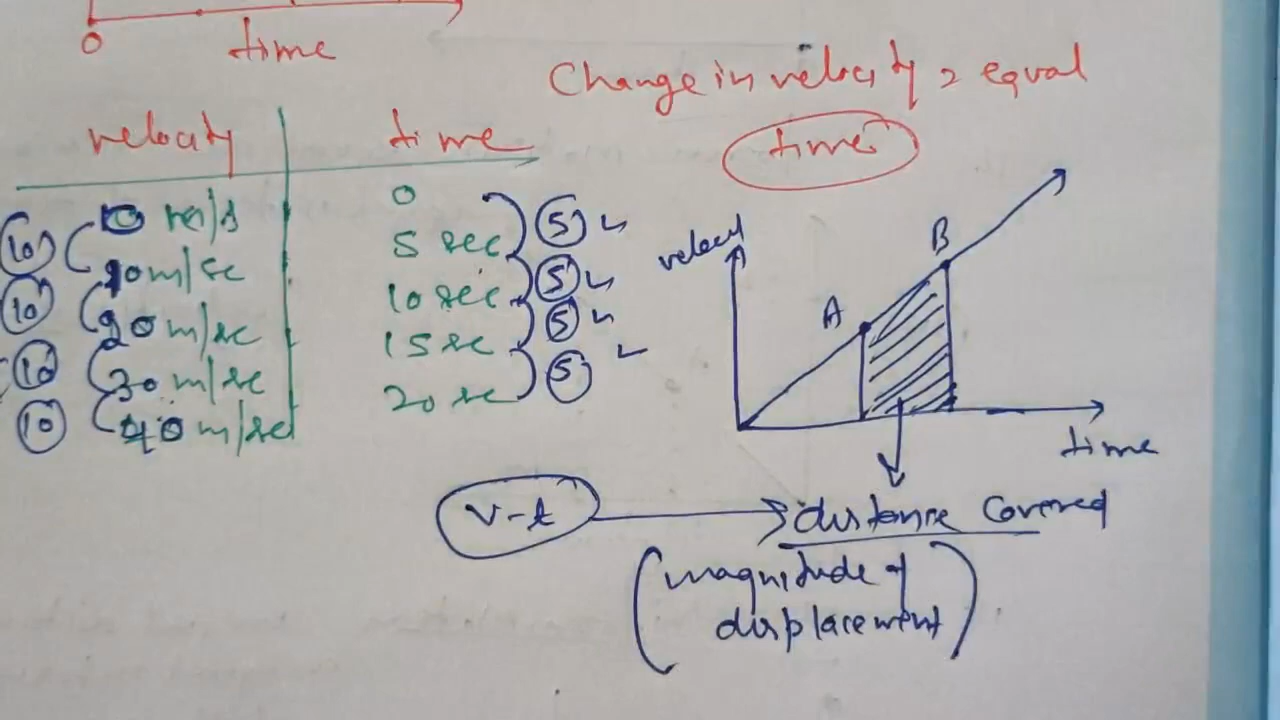 0
time
Change in velocity = equal
time
velocity time
0 m/s 0
10 5 sec 5
10 m/sec
10 10 sec 5
20 m/sec
10 15 sec 5
30 m/sec
10 20 sec 5
40 m/sec
velocity
A
B
time
v-t distance covered
(magnitude of
displacement)